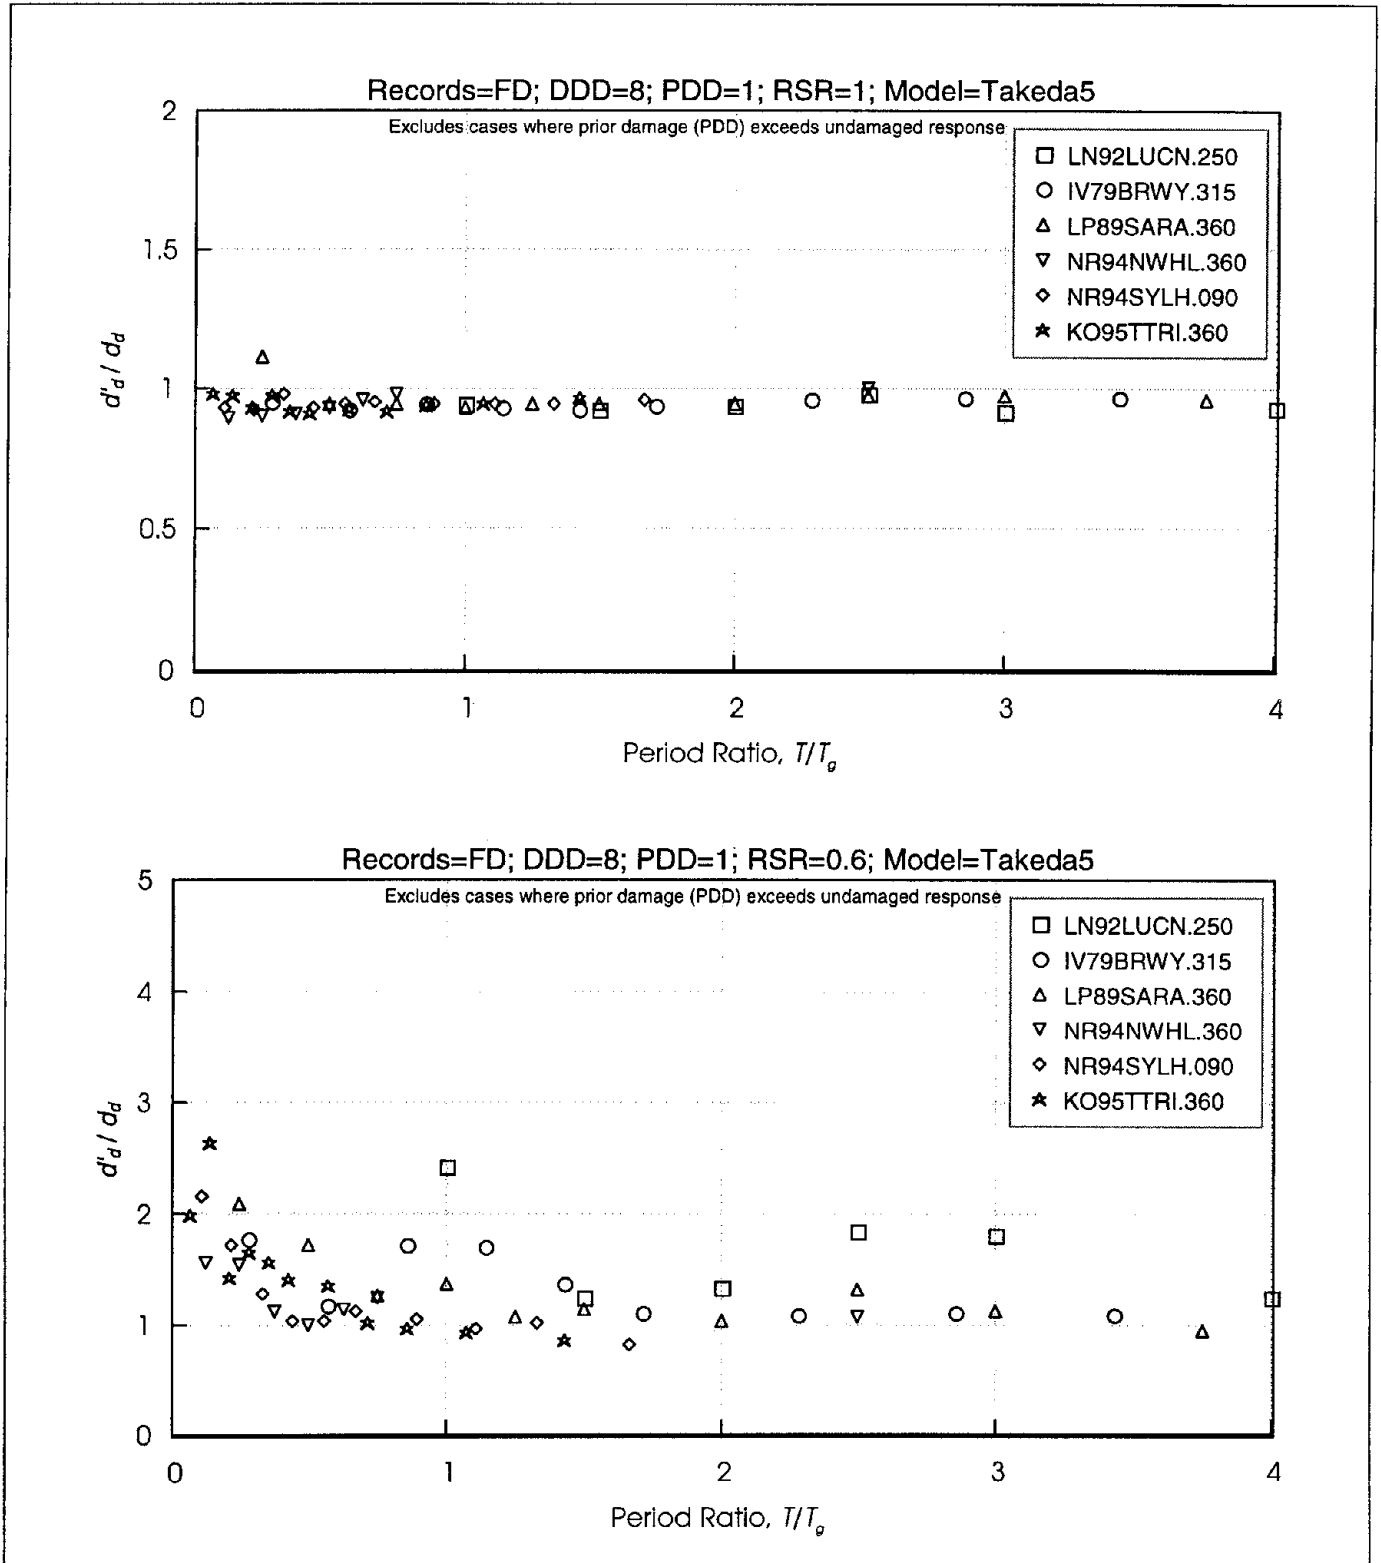 Records=FD; DDD=8; PDD=1; RSR=1; Model=Takeda5
Excludes cases where prior damage (PDD) exceeds undamaged response
2
1.5
1
0.5
0
d'd / dd
LN92LUCN.250
IV79BRWY.315
LP89SARA.360
NR94NWHL.360
NR94SYLH.090
KO95TTRI.360
0 1 2 3 4
Period Ratio, T/Tg
Records=FD; DDD=8; PDD=1; RSR=0.6; Model=Takeda5
Excludes cases where prior damage (PDD) exceeds undamaged response
5
4
3
2
1
0
d'd / dd
LN92LUCN.250
IV79BRWY.315
LP89SARA.360
NR94NWHL.360
NR94SYLH.090
KO95TTRI.360
0 1 2 3 4
Period Ratio, T/Tg